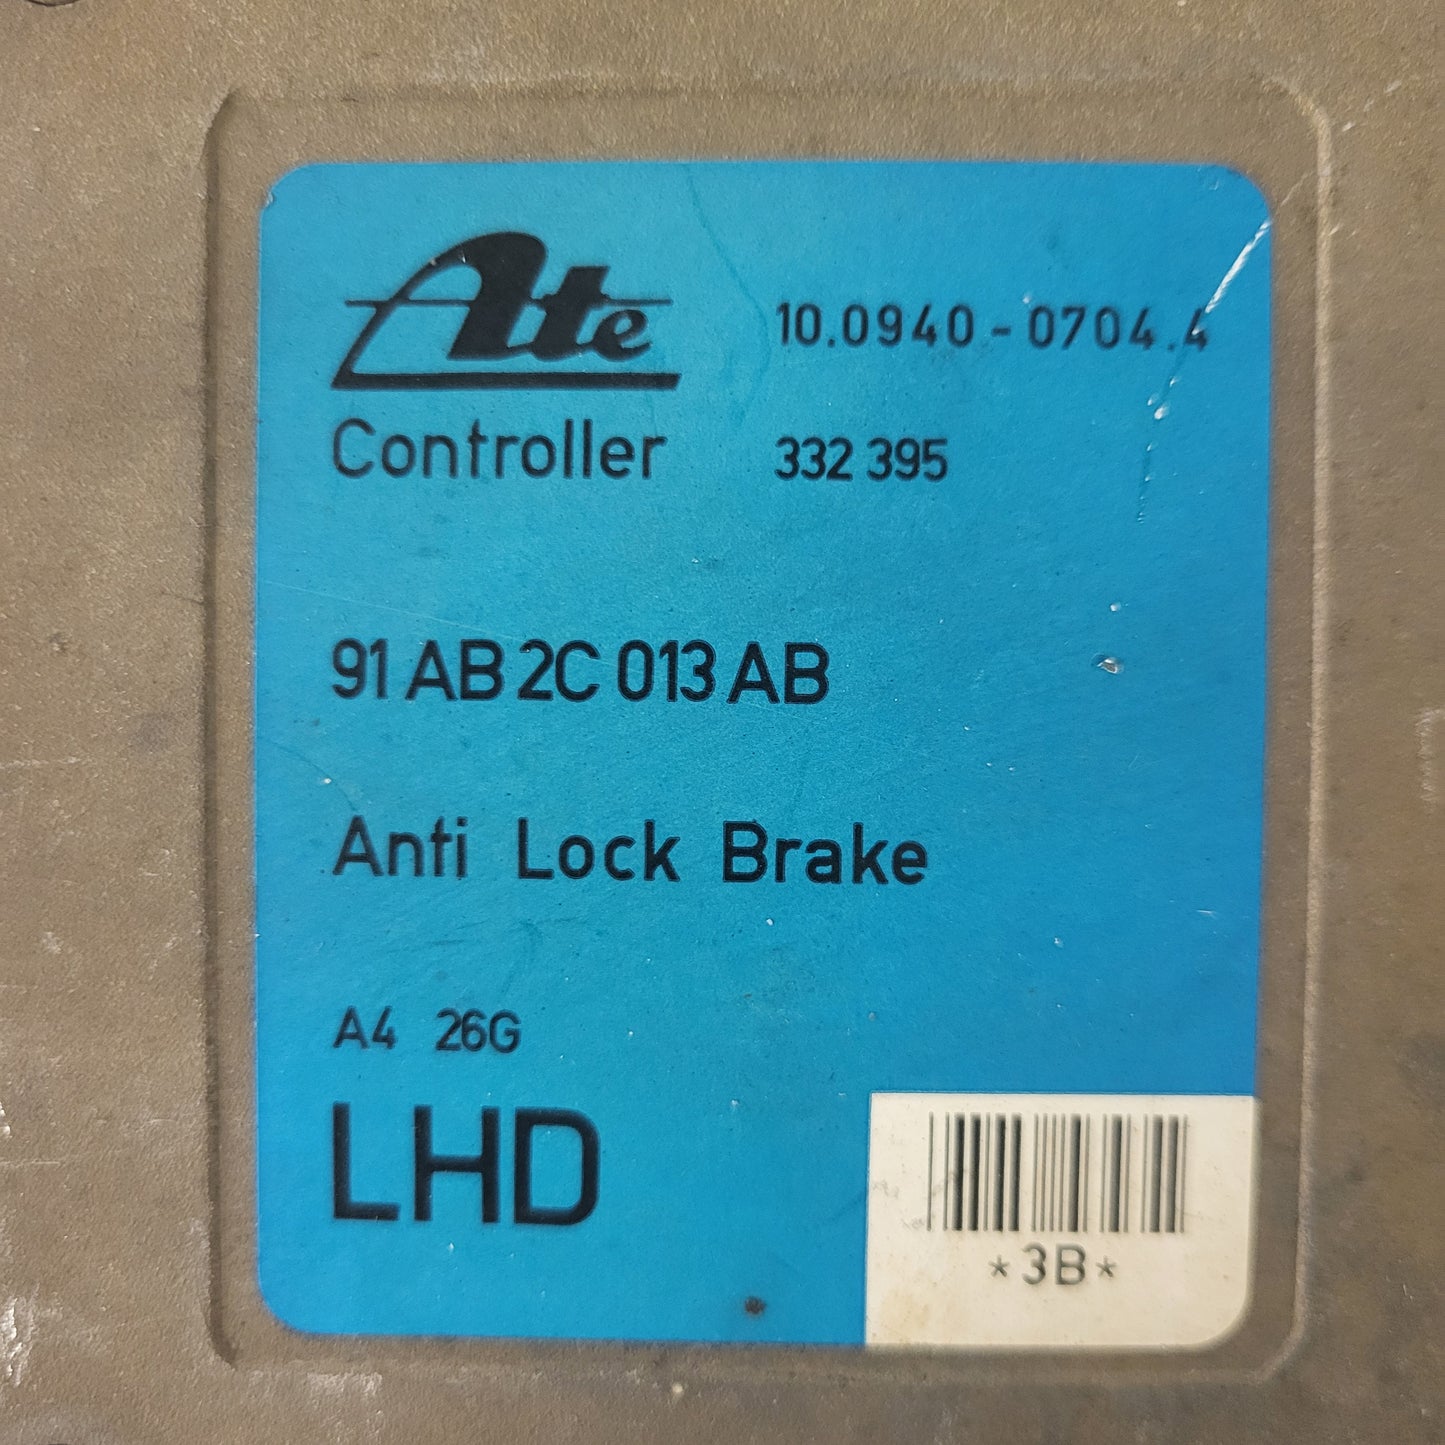 Ate 10.0940-0704.4
Controller 332 395
91 AB 2C 013 AB
Anti Lock Brake
A4 26G
LHD
*3B*